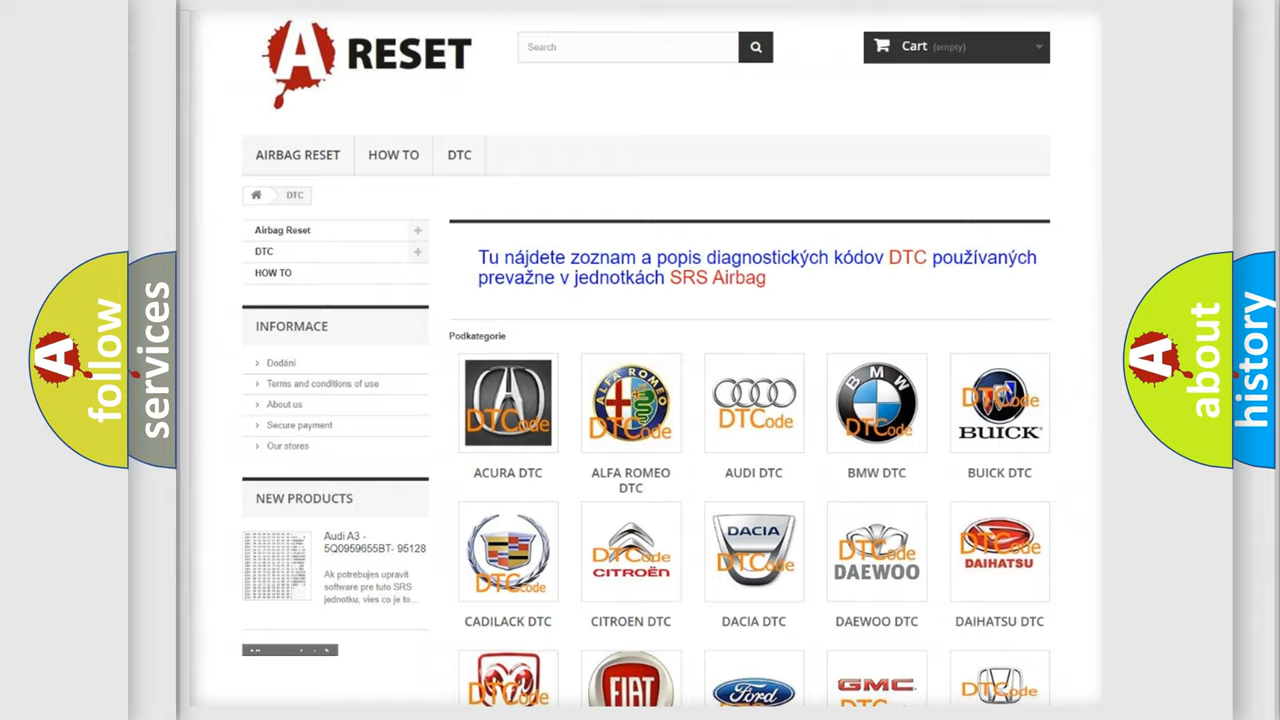 A RESET
Search
Cart (empty)
AIRBAG RESET
HOW TO
DTC
DTC
Airbag Reset
DTC
HOW TO
INFORMACE
Dodání
Terms and conditions of use
About us
Secure payment
Our stores
NEW PRODUCTS
Audi A3 -
5Q0959655BT- 95128
Ak potrebujes upravit
software pre tuto SRS
jednotku, vies co je to...
Tu nájdete zoznam a popis diagnostických kódov DTC používaných
prevažne v jednotkách SRS Airbag
Podkategorie
DTCode
ALFA ROMEO
DTCode
DTCode
BMW
DTCode
DTCode
BUICK
ACURA DTC
ALFA ROMEO
DTC
AUDI DTC
BMW DTC
BUICK DTC
DTCode
DTCode
CITROËN
DACIA
DTCode
DTCode
DAEWOO
DTCode
DAIHATSU
CADILACK DTC
CITROEN DTC
DACIA DTC
DAEWOO DTC
DAIHATSU DTC
DTCode
FIAT
Ford
GMC
DTCode
A follow
services
A about
history